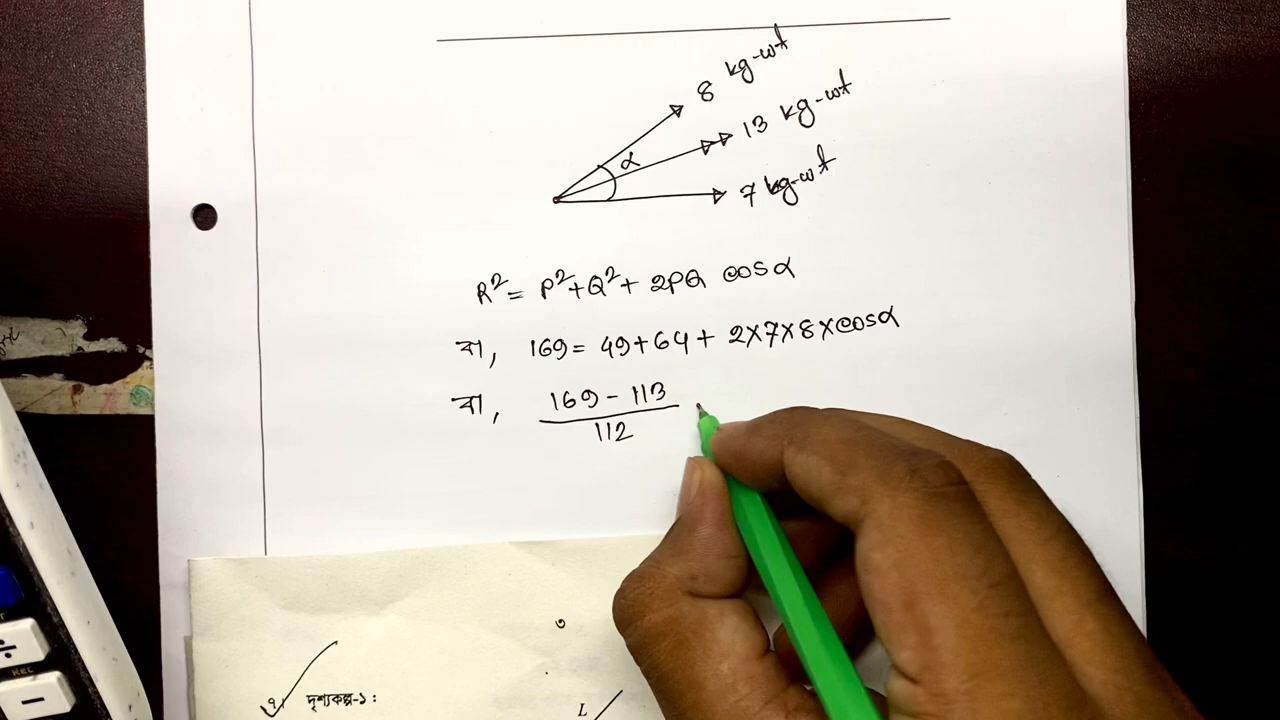 8 kg-wt
13 kg-wt
α
7 kg-wt
R² = P²+Q²+ 2PQ cosα
বা, 169 = 49+64 + 2×7×8×cosα
বা, 169 - 113
112
৭। দৃশ্যকল্প-১ :
L